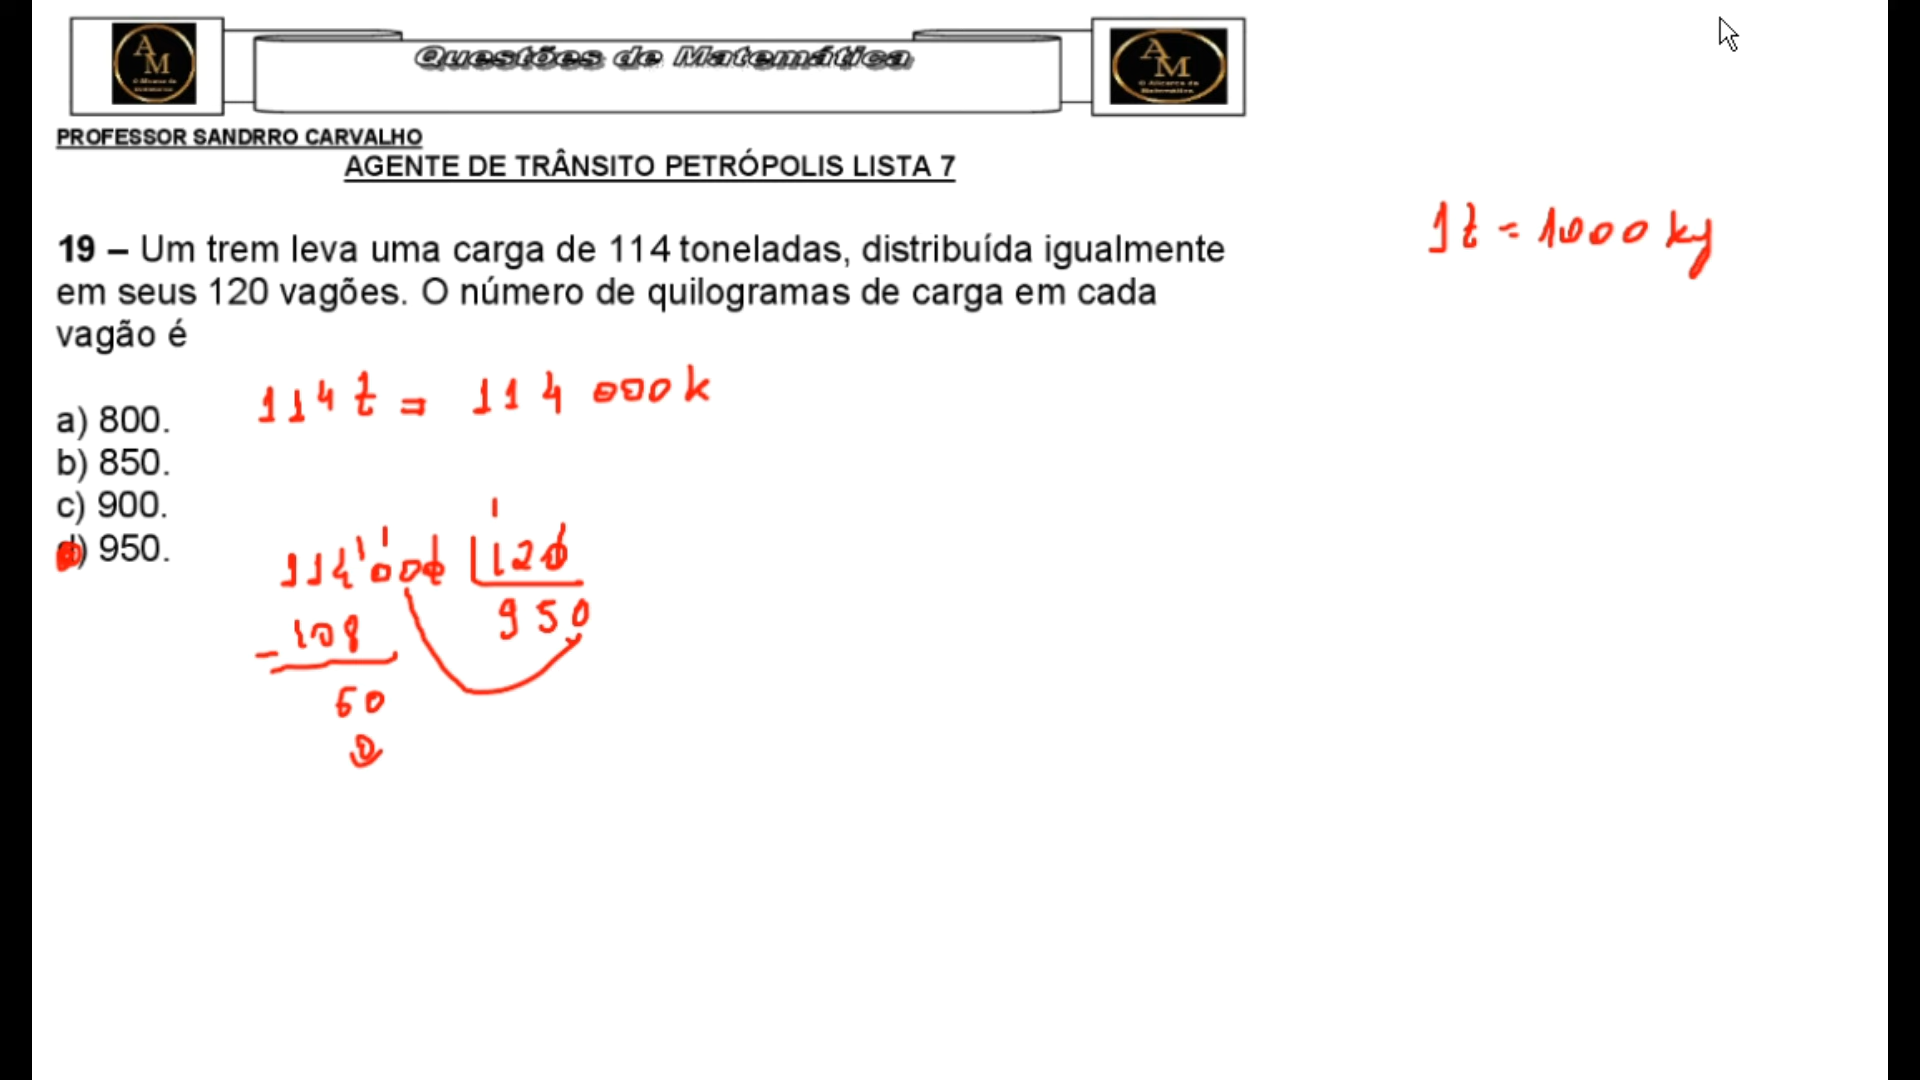 A M
Questões de Matemática
A M
PROFESSOR SANDRRO CARVALHO
AGENTE DE TRÂNSITO PETRÓPOLIS LISTA 7
1t = 1000 kg
19 – Um trem leva uma carga de 114 toneladas, distribuída igualmente
em seus 120 vagões. O número de quilogramas de carga em cada
vagão é
114 t = 114 000 k
a) 800.
b) 850.
c) 900.
d) 950.
114 000 120
- 108 950
60
0